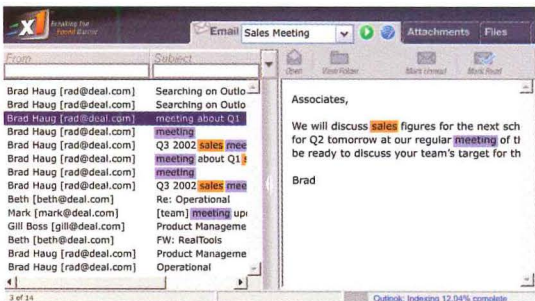 X1 Enabling the
Email Sales Meeting Attachments Files
From Subject
Open View Folder Mark Unread Mark Read
Brad Haug [rad@deal.com] Searching on Outlo
Brad Haug [rad@deal.com] Searching on Outlo
Brad Haug [rad@deal.com] meeting about Q1
Brad Haug [rad@deal.com] meeting
Brad Haug [rad@deal.com] Q3 2002 sales mee
Brad Haug [rad@deal.com] meeting about Q1 s
Brad Haug [rad@deal.com] meeting
Brad Haug [rad@deal.com] Q3 2002 sales mee
Beth [beth@deal.com] Re: Operational
Mark [mark@deal.com] [team] meeting up
Gill Boss [gill@deal.com] Product Manageme
Beth [beth@deal.com] FW: RealTools
Brad Haug [rad@deal.com] Product Manageme
Brad Haug [rad@deal.com] Operational
Associates,
We will discuss sales figures for the next sch
for Q2 tomorrow at our regular meeting of t
be ready to discuss your team's target for th
Brad
3 of 14
Outlook: Indexing 12.04% complete